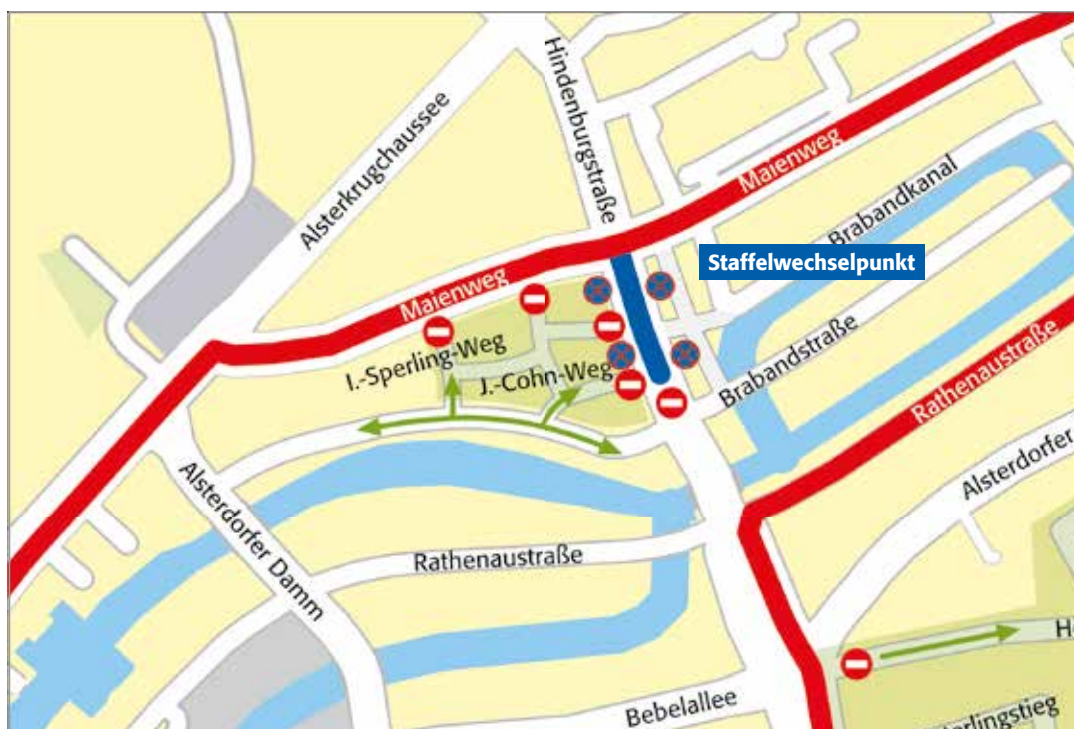 Hindenburgstraße
Alsterkrugchaussee
Maienweg
Brabandkanal
Staffelwechselpunkt
Maienweg
I.-Sperling-Weg
J.-Cohn-Weg
Brabandstraße
Rathenaustraße
Alsterdorfer
Alsterdorfer Damm
Rathenaustraße
Bebelallee